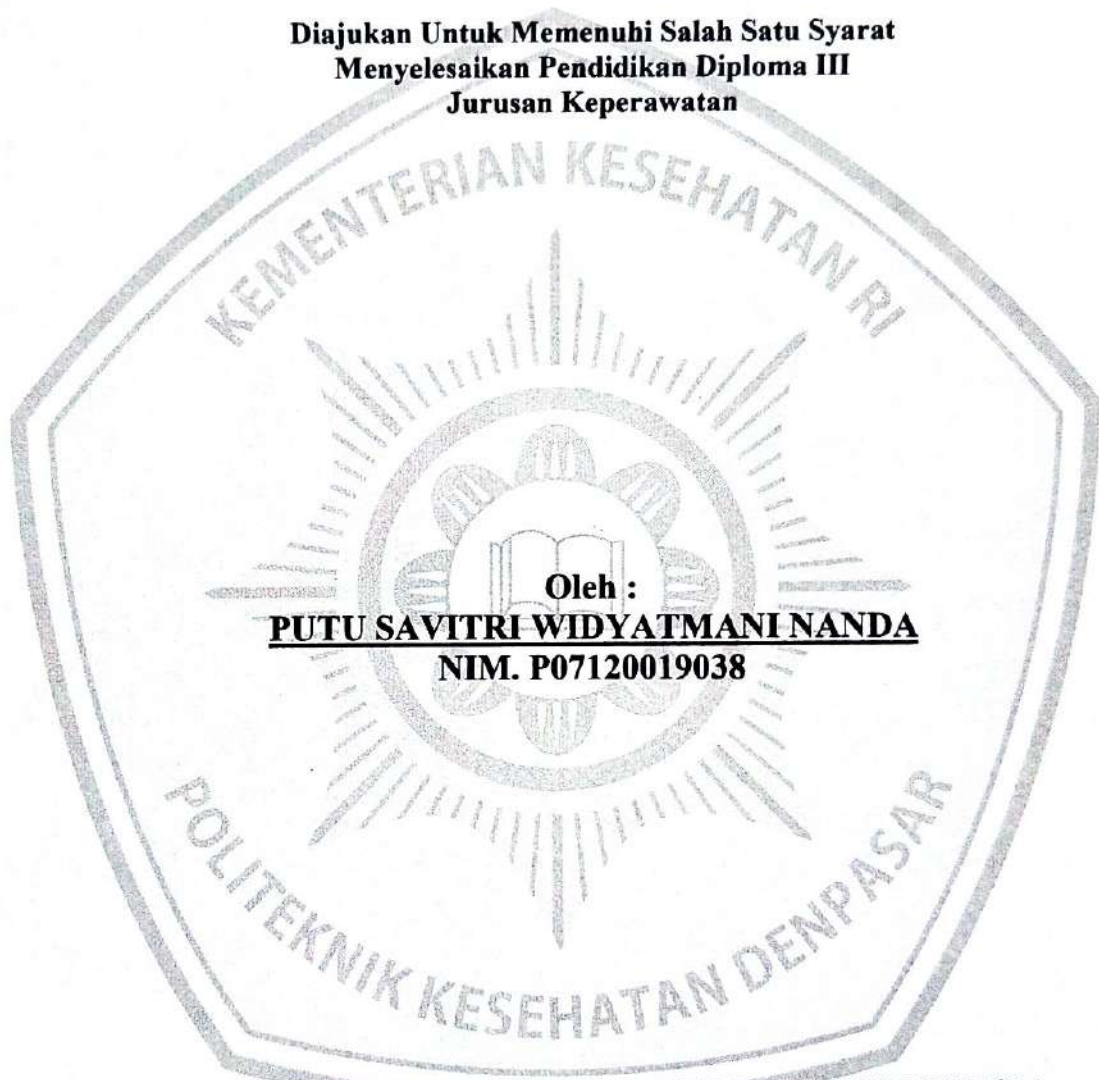 Diajukan Untuk Memenuhi Salah Satu Syarat
Menyelesaikan Pendidikan Diploma III
Jurusan Keperawatan
KEMENTERIAN KESEHATAN RI
Oleh :
PUTU SAVITRI WIDYATMANI NANDA
NIM. P07120019038
POLITEKNIK KESEHATAN DENPASAR